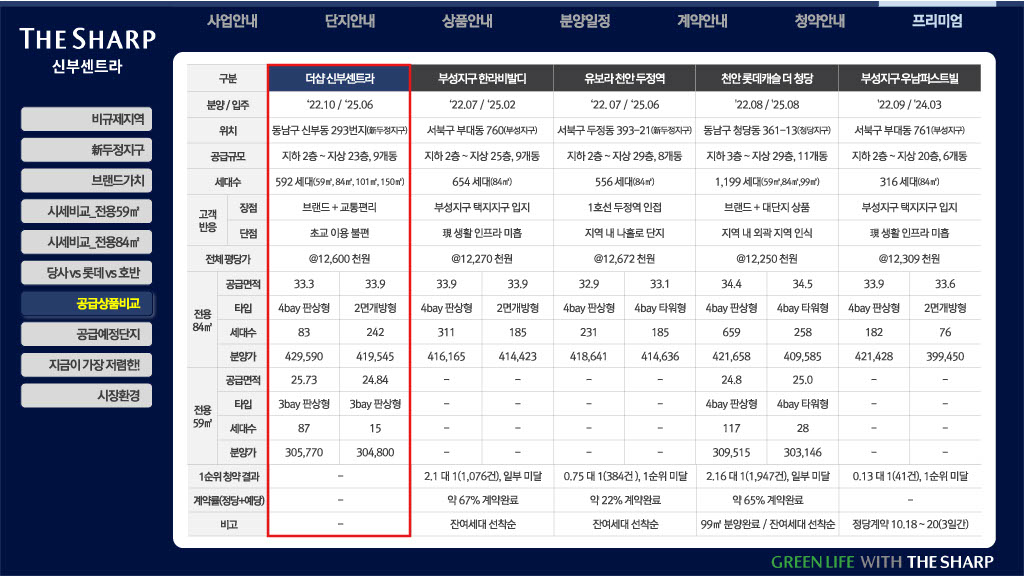 사업안내 단지안내 상품안내 분양일정 계약안내 청약안내 프리미엄
THE SHARP
신부센트라
비규제지역
新두정지구
브랜드가치
시세비교_전용59㎡
시세비교_전용84㎡
당사 vs 롯데 vs 호반
공급상품비교
공급예정단지
지금이 가장 저렴한!
시장환경
구분 더샵 신부센트라 부성지구 한라비발디 유보라 천안 두정역 천안 롯데캐슬 더 청당 부성지구 우남퍼스트빌
분양 / 입주 ‘22.10 / ‘25.06 ‘22.07 / ‘25.02 ‘22. 07 / ‘25.06 ‘22.08 / ‘25.08 ‘22.09 / ‘24.03
위치 동남구 신부동 293번지(新두정지구) 서북구 부대동 760(부성지구) 서북구 두정동 393-21(新두정지구) 동남구 청당동 361-13(청당지구) 서북구 부대동 761(부성지구)
공급규모 지하 2층 ~ 지상 23층, 9개동 지하 2층 ~ 지상 25층, 9개동 지하 2층 ~ 지상 29층, 8개동 지하 3층 ~ 지상 29층, 11개동 지하 2층 ~ 지상 20층, 6개동
세대수 592 세대(59㎡, 84㎡, 101㎡, 150㎡) 654 세대(84㎡) 556 세대(84㎡) 1,199 세대(59㎡,84㎡,99㎡) 316 세대(84㎡)
고객 반응 장점 브랜드 + 교통편리 부성지구 택지지구 입지 1호선 두정역 인접 브랜드 + 대단지 상품 부성지구 택지지구 입지
단점 초교 이용 불편 現 생활 인프라 미흡 지역 내 나홀로 단지 지역 내 외곽 지역 인식 現 생활 인프라 미흡
전체 평당가 @12,600 천원 @12,270 천원 @12,672 천원 @12,250 천원 @12,309 천원
전용 84㎡ 공급면적 33.3 33.9 33.9 33.9 32.9 33.1 34.4 34.5 33.9 33.6
타입 4bay 판상형 2면개방형 4bay 판상형 2면개방형 4bay 판상형 4bay 타워형 4bay 판상형 4bay 타워형 4bay 판상형 2면개방형
세대수 83 242 311 185 231 185 659 258 182 76
분양가 429,590 419,545 416,165 414,423 418,641 414,636 421,658 409,585 421,428 399,450
전용 59㎡ 공급면적 25.73 24.84 – – – – 24.8 25.0 – –
타입 3bay 판상형 3bay 판상형 – – – – 4bay 판상형 4bay 타워형 – –
세대수 87 15 – – – – 117 28 – –
분양가 305,770 304,800 – – – – 309,515 303,146 – –
1순위 청약 결과 – 2.1 대 1(1,076건), 일부 미달 0.75 대 1(384건 ), 1순위 미달 2.16 대 1(1,947건), 일부 미달 0.13 대 1(41건), 1순위 미달
계약률(정당+예당) – 약 67% 계약완료 약 22% 계약완료 약 65% 계약완료 –
비고 – 잔여세대 선착순 잔여세대 선착순 99㎡ 분양완료 / 잔여세대 선착순 정당계약 10.18 ~ 20(3일간)
GREEN LIFE WITH THE SHARP